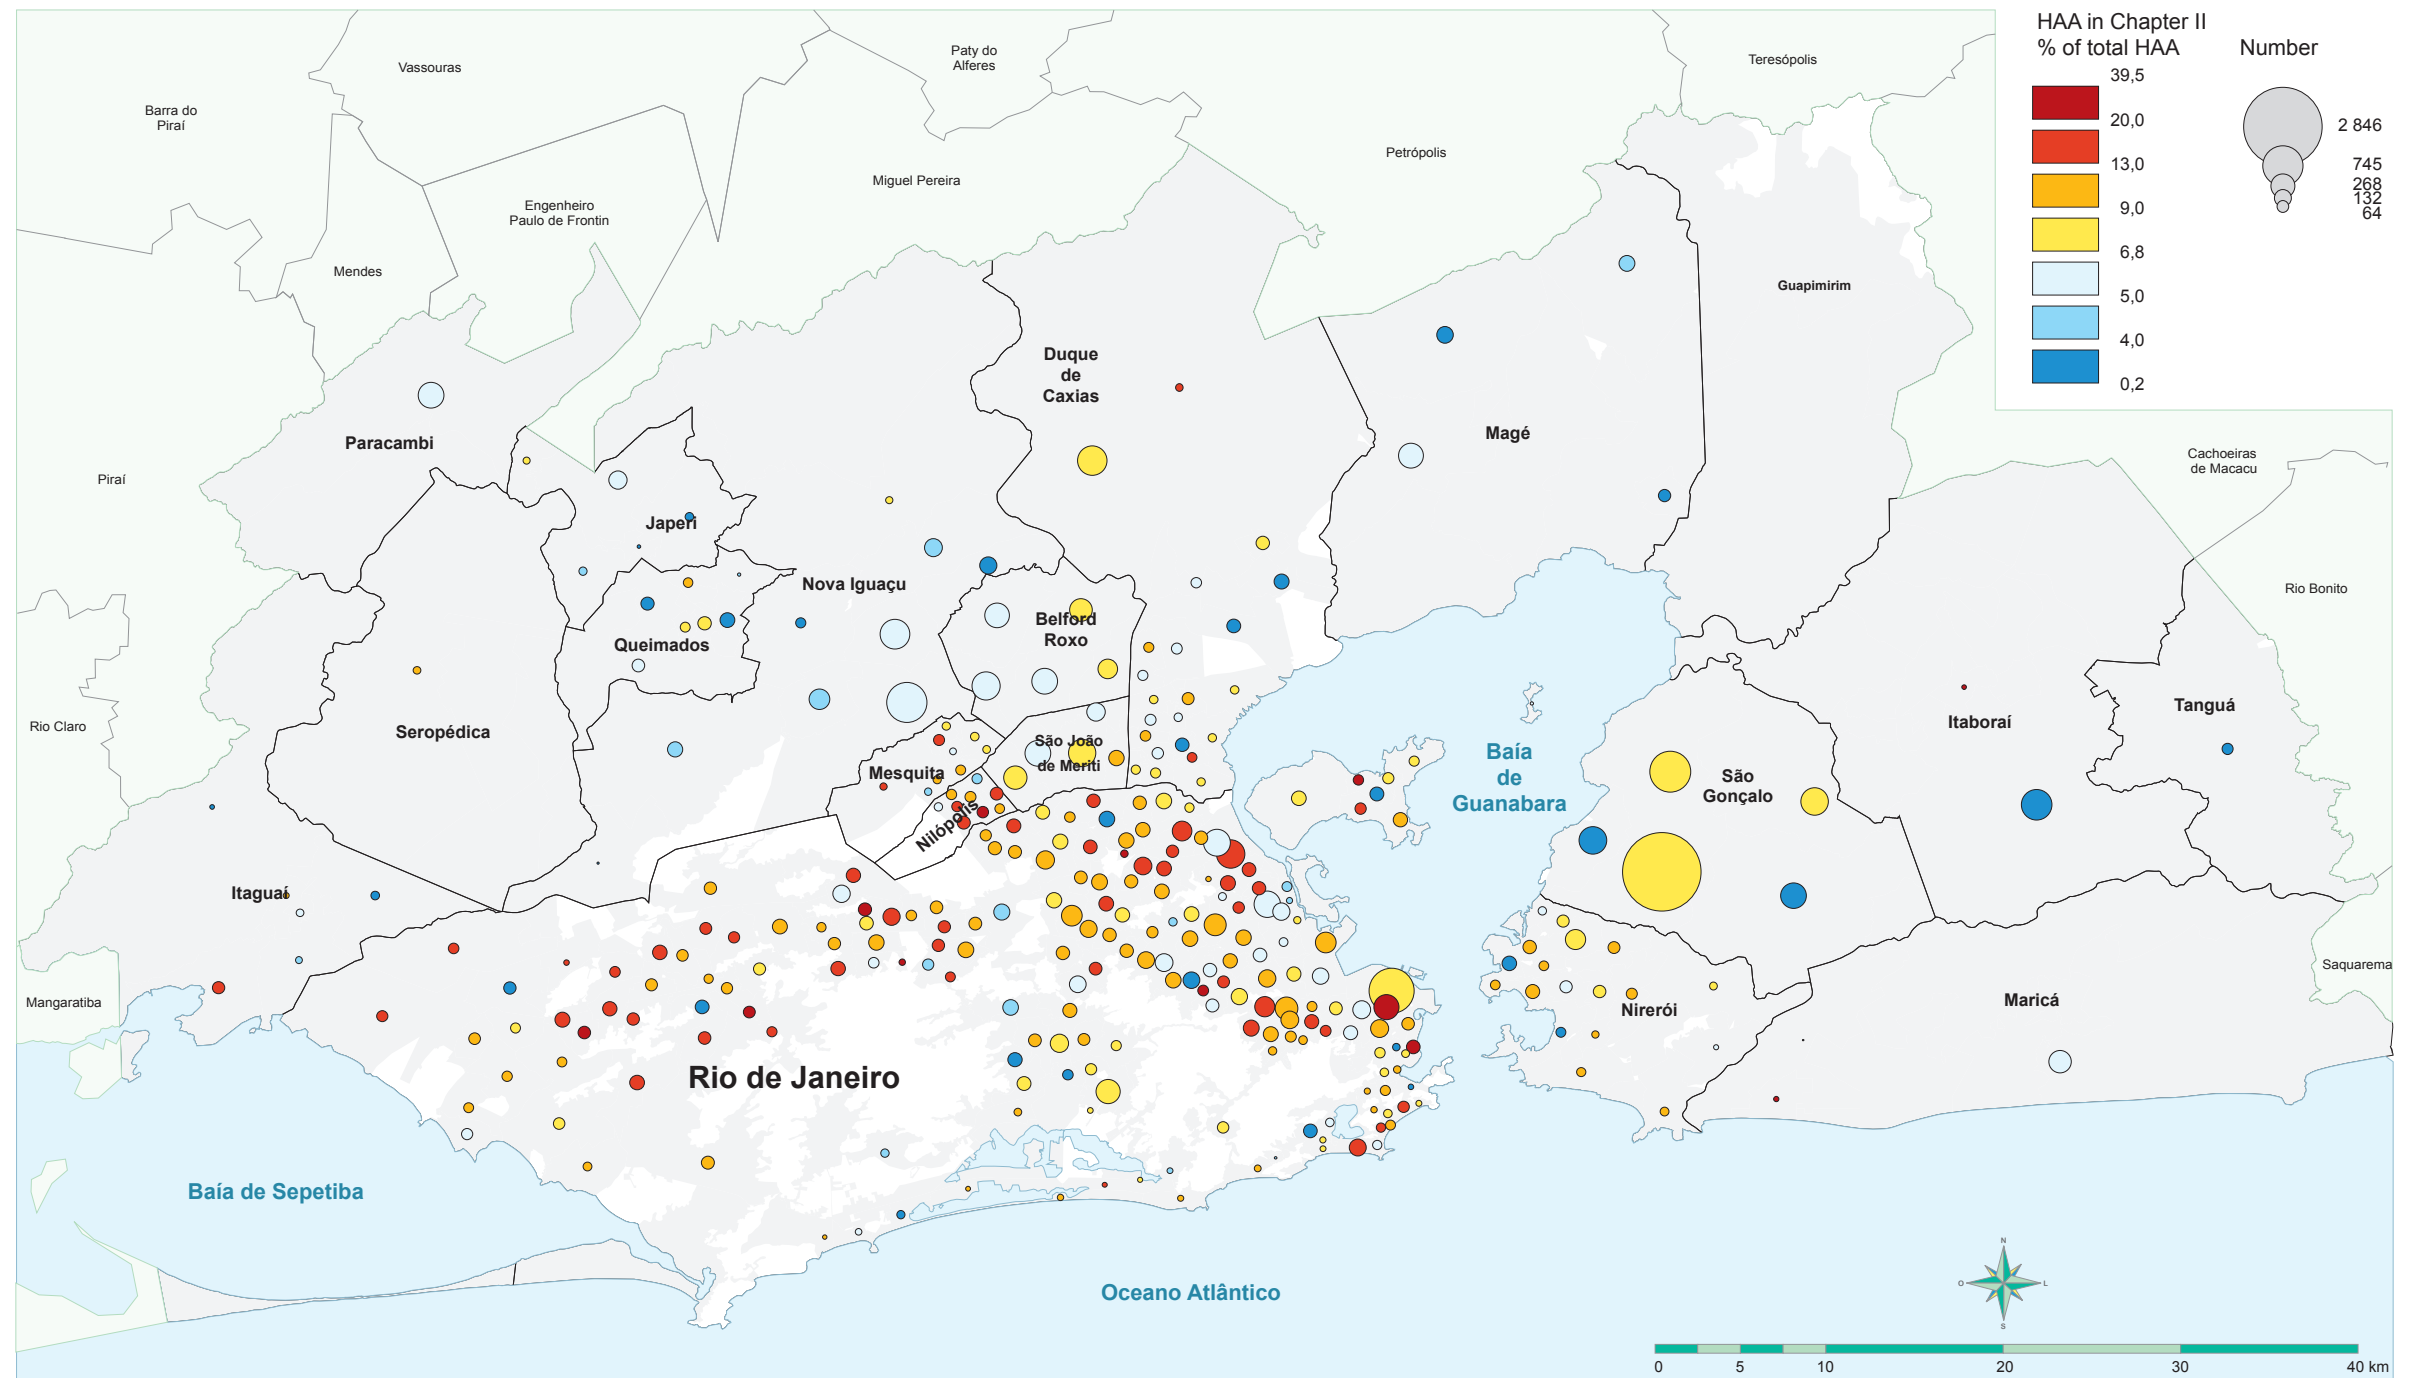 HAA in Chapter II
% of total HAA
Number
39,5
20,0
13,0
9,0
6,8
5,0
4,0
0,2
2 846
745
268
132
64
Vassouras
Paty do
Alferes
Teresópolis
Barra do
Piraí
Petrópolis
Miguel Pereira
Engenheiro
Paulo de Frontin
Mendes
Guapimirim
Duque
de
Caxias
Paracambi
Magé
Cachoeiras
de Macacu
Piraí
Japeri
Nova Iguaçu
Rio Bonito
Belford
Roxo
Queimados
Seropédica
Rio Claro
Tanguá
Itaboraí
São João
de Meriti
Baía
de
Guanabara
São
Gonçalo
Mesquita
Nilópolis
Itaguaí
Saquarema
Mangaratiba
Nirerói
Maricá
Rio de Janeiro
Baía de Sepetiba
Oceano Atlântico
N
O
L
S
0
5
10
20
30
40 km